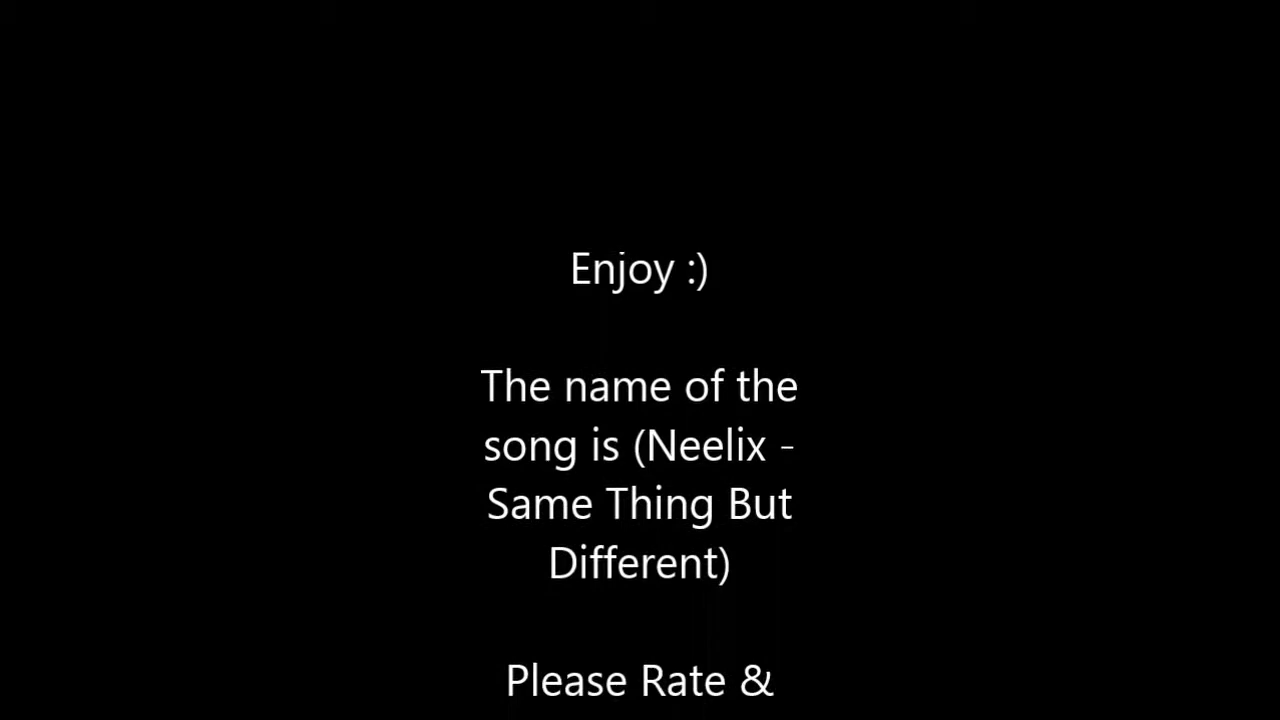 Enjoy :)
The name of the
song is (Neelix -
Same Thing But
Different)
Please Rate &